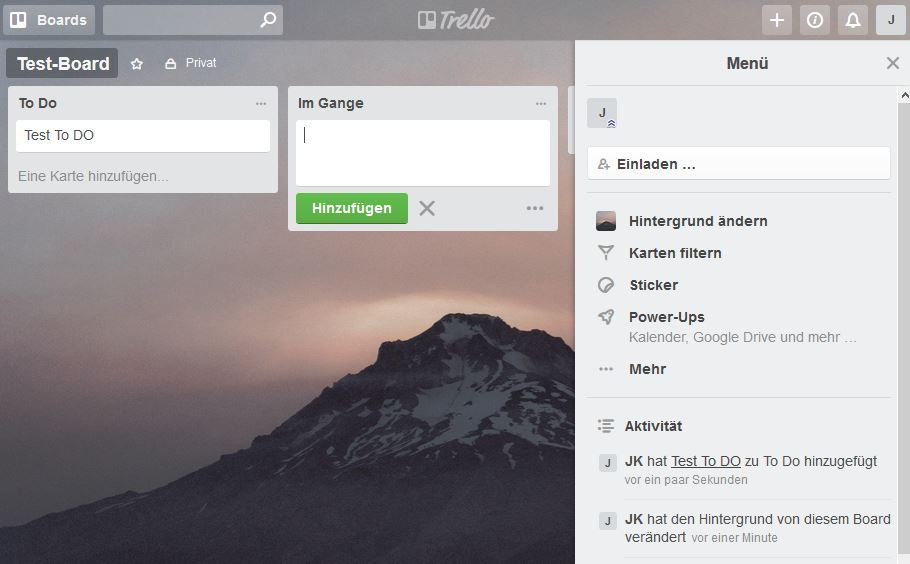 Boards
Trello
J
Test-Board
Privat
To Do
Test To DO
Eine Karte hinzufügen...
Im Gange
Hinzufügen
Menü
J
Einladen …
Hintergrund ändern
Karten filtern
Sticker
Power-Ups
Kalender, Google Drive und mehr …
Mehr
Aktivität
J
JK hat Test To DO zu To Do hinzugefügt
vor ein paar Sekunden
J
JK hat den Hintergrund von diesem Board
verändert vor einer Minute